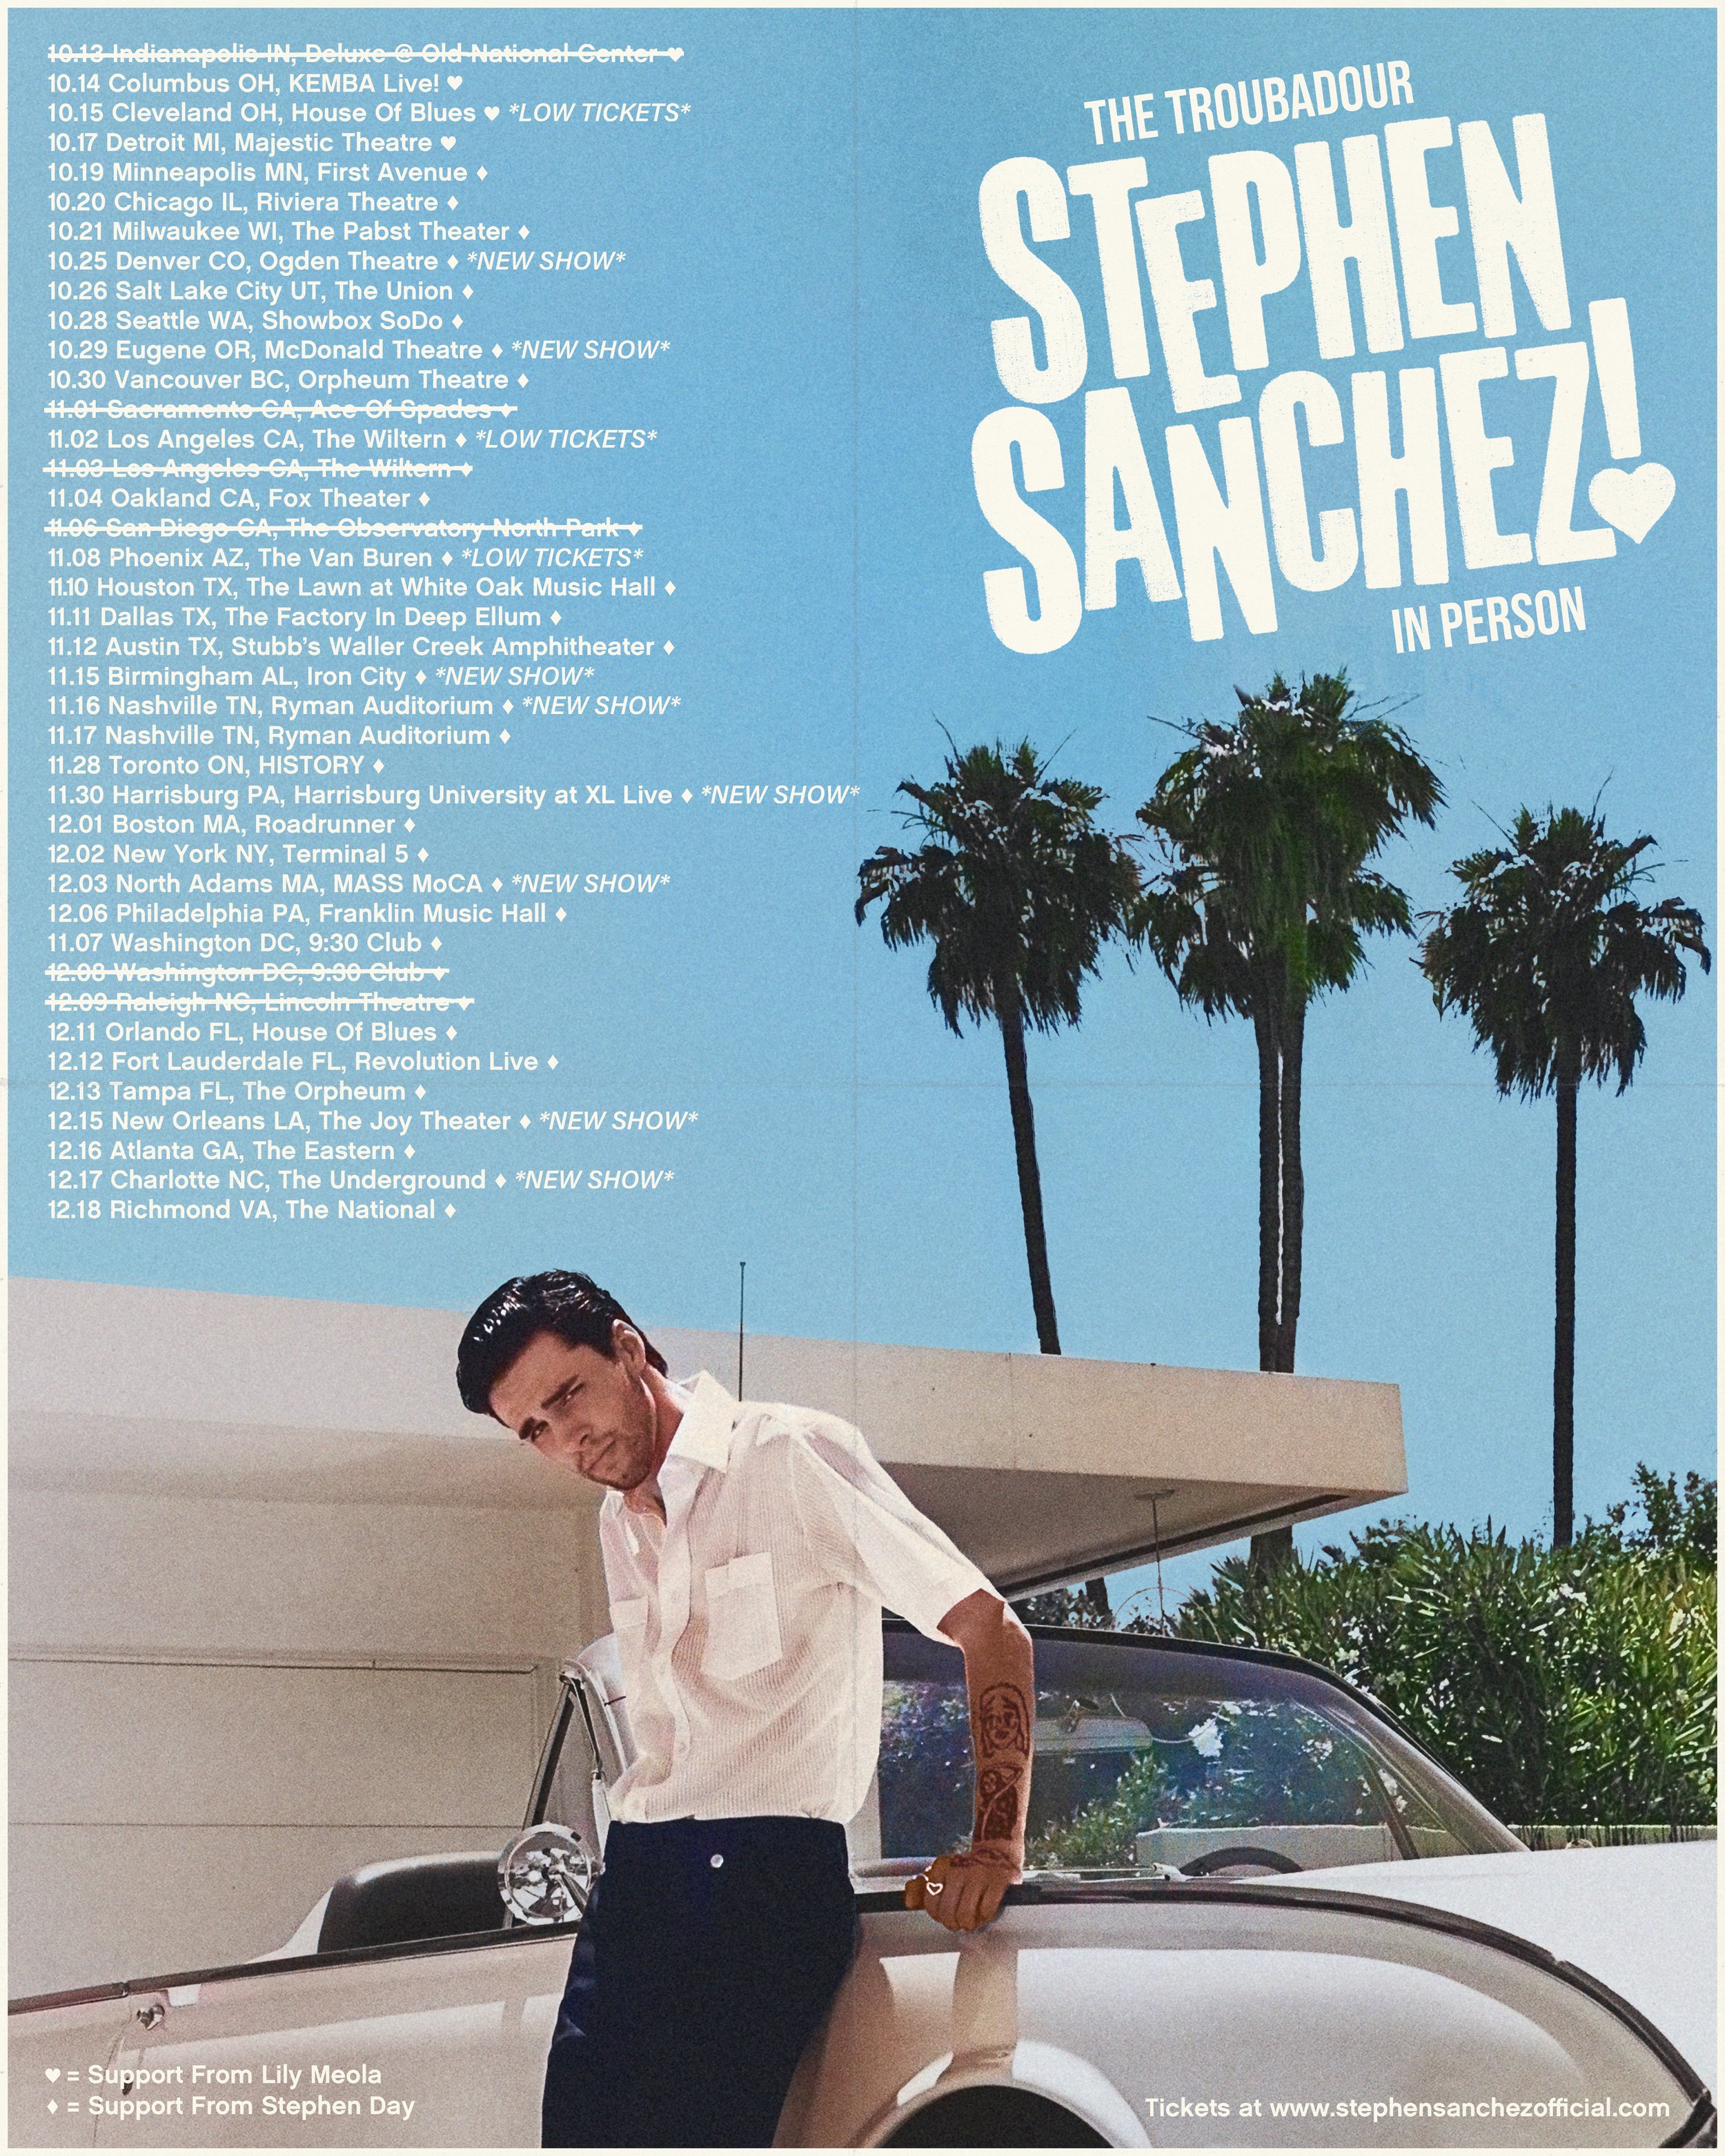 10.13 Indianapolis IN, Deluxe @ Old National Center ♥
10.14 Columbus OH, KEMBA Live! ♥
10.15 Cleveland OH, House Of Blues ♥ *LOW TICKETS*
10.17 Detroit MI, Majestic Theatre ♥
10.19 Minneapolis MN, First Avenue ♦
10.20 Chicago IL, Riviera Theatre ♦
10.21 Milwaukee WI, The Pabst Theater ♦
10.25 Denver CO, Ogden Theatre ♦ *NEW SHOW*
10.26 Salt Lake City UT, The Union ♦
10.28 Seattle WA, Showbox SoDo ♦
10.29 Eugene OR, McDonald Theatre ♦ *NEW SHOW*
10.30 Vancouver BC, Orpheum Theatre ♦
11.01 Sacramento CA, Ace Of Spades ♦
11.02 Los Angeles CA, The Wiltern ♦ *LOW TICKETS*
11.03 Los Angeles CA, The Wiltern ♦
11.04 Oakland CA, Fox Theater ♦
11.06 San Diego CA, The Observatory North Park ♦
11.08 Phoenix AZ, The Van Buren ♦ *LOW TICKETS*
11.10 Houston TX, The Lawn at White Oak Music Hall ♦
11.11 Dallas TX, The Factory In Deep Ellum ♦
11.12 Austin TX, Stubb's Waller Creek Amphitheater ♦
11.15 Birmingham AL, Iron City ♦ *NEW SHOW*
11.16 Nashville TN, Ryman Auditorium ♦ *NEW SHOW*
11.17 Nashville TN, Ryman Auditorium ♦
11.28 Toronto ON, HISTORY ♦
11.30 Harrisburg PA, Harrisburg University at XL Live ♦ *NEW SHOW*
12.01 Boston MA, Roadrunner ♦
12.02 New York NY, Terminal 5 ♦
12.03 North Adams MA, MASS MoCA ♦ *NEW SHOW*
12.06 Philadelphia PA, Franklin Music Hall ♦
11.07 Washington DC, 9:30 Club ♦
12.08 Washington DC, 9:30 Club ♦
12.09 Raleigh NC, Lincoln Theatre ♦
12.11 Orlando FL, House Of Blues ♦
12.12 Fort Lauderdale FL, Revolution Live ♦
12.13 Tampa FL, The Orpheum ♦
12.15 New Orleans LA, The Joy Theater ♦ *NEW SHOW*
12.16 Atlanta GA, The Eastern ♦
12.17 Charlotte NC, The Underground ♦ *NEW SHOW*
12.18 Richmond VA, The National ♦
THE TROUBADOUR
STEPHEN
SANCHEZ!
IN PERSON
♥ = Support From Lily Meola
♦ = Support From Stephen Day
Tickets at www.stephensanchezofficial.com